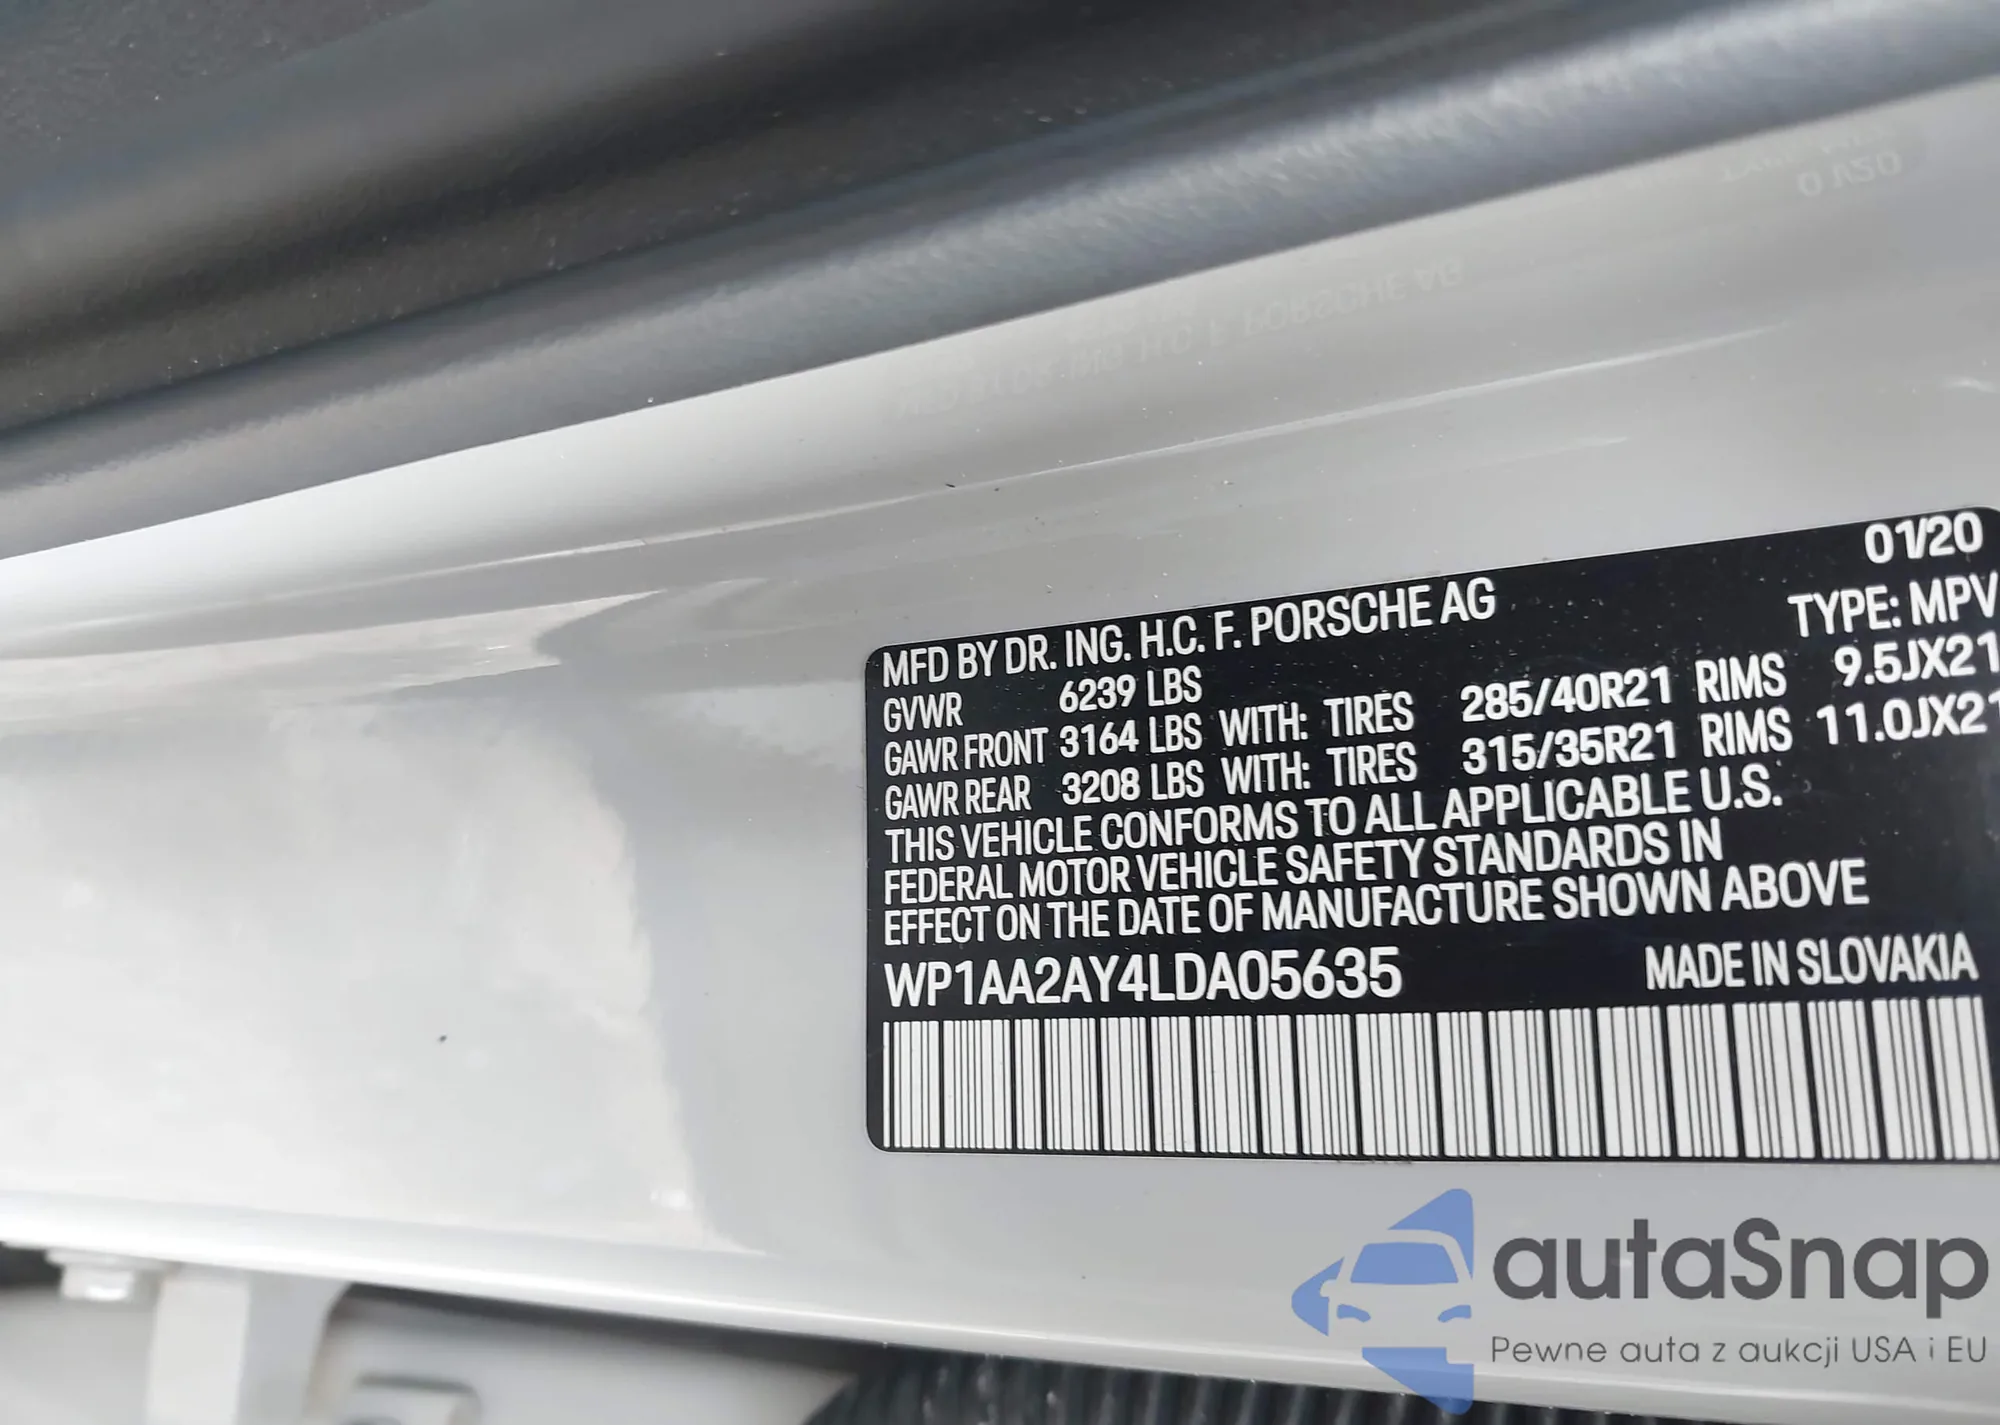 01/20
MFD BY DR. ING. H.C. F. PORSCHE AG
TYPE: MPV
GVWR 6239 LBS
GAWR FRONT 3164 LBS WITH: TIRES 285/40R21 RIMS 9.5JX21
GAWR REAR 3208 LBS WITH: TIRES 315/35R21 RIMS 11.0JX21
THIS VEHICLE CONFORMS TO ALL APPLICABLE U.S.
FEDERAL MOTOR VEHICLE SAFETY STANDARDS IN
EFFECT ON THE DATE OF MANUFACTURE SHOWN ABOVE
WP1AA2AY4LDA05635 MADE IN SLOVAKIA
autaSnap
Pewne auta z aukcji USA i EU